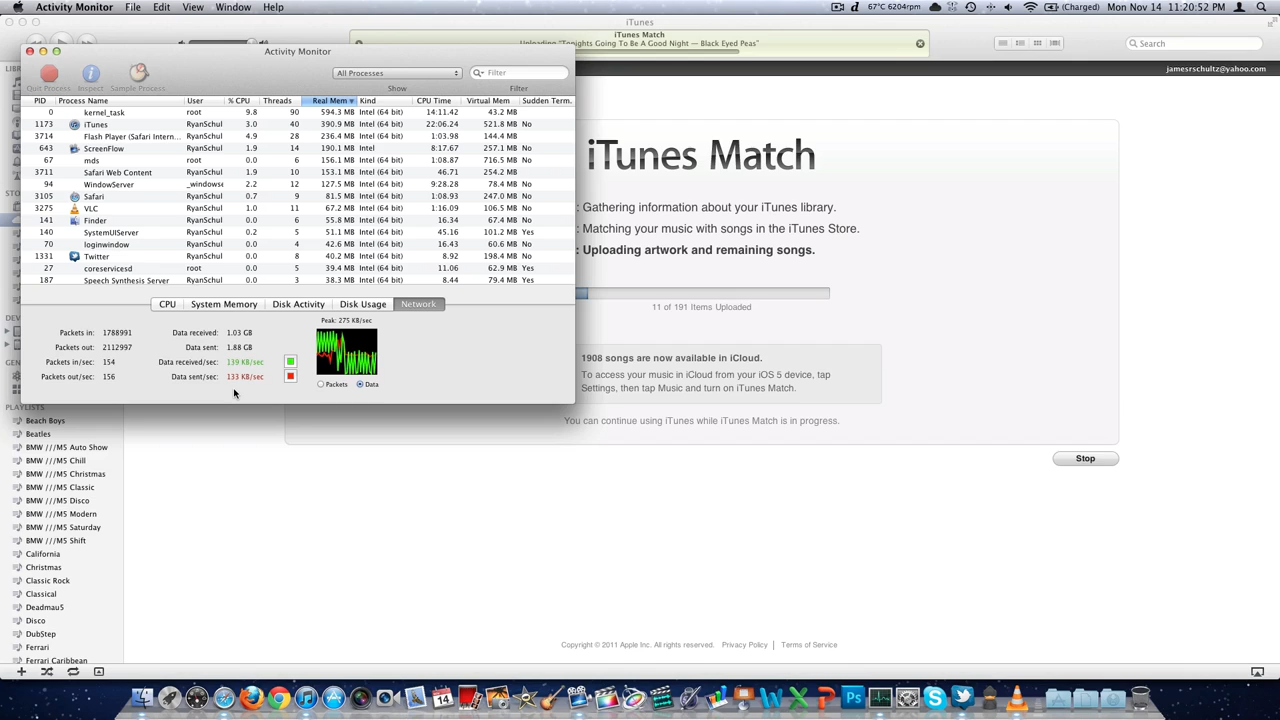 Activity Monitor File Edit View Window Help
67°C 6204rpm (Charged) Mon Nov 14 11:20:52 PM
iTunes
iTunes Match
Uploading "Tonights Going To Be A Good Night — Black Eyed Peas"
Search
jamesrschultz@yahoo.com
Activity Monitor
All Processes
Filter
Quit Process Inspect Sample Process Show Filter
PID Process Name User % CPU Threads Real Mem Kind CPU Time Virtual Mem Sudden Term.
0 kernel_task root 9.8 90 594.3 MB Intel (64 bit) 14:11.42 43.2 MB
1173 iTunes RyanSchul 3.0 40 390.9 MB Intel (64 bit) 22:06.24 521.8 MB No
3714 Flash Player (Safari Intern... RyanSchul 4.9 28 236.4 MB Intel (64 bit) 1:03.98 144.4 MB
643 ScreenFlow RyanSchul 1.9 14 190.1 MB Intel 8:17.67 257.1 MB No
67 mds root 0.0 6 156.1 MB Intel (64 bit) 1:08.87 716.5 MB No
3711 Safari Web Content RyanSchul 1.9 10 153.1 MB Intel (64 bit) 46.71 254.2 MB
94 WindowServer _windowse 2.2 10 127.5 MB Intel (64 bit) 9:28.28 78.4 MB No
3105 Safari RyanSchul 0.7 9 81.5 MB Intel (64 bit) 1:08.93 247.0 MB No
3275 VLC RyanSchul 1.0 11 67.2 MB Intel (64 bit) 1:16.09 106.5 MB No
141 Finder RyanSchul 0.0 6 55.8 MB Intel (64 bit) 16.34 67.4 MB No
140 SystemUIServer RyanSchul 0.2 5 51.1 MB Intel (64 bit) 45.16 92.5 MB Yes
70 loginwindow RyanSchul 0.0 4 42.6 MB Intel (64 bit) 16.43 60.6 MB No
1331 Twitter RyanSchul 0.0 8 40.2 MB Intel (64 bit) 8.92 198.4 MB No
27 coreservicesd root 0.0 5 39.4 MB Intel (64 bit) 11.06 62.9 MB Yes
187 Speech Synthesis Server RyanSchul 0.0 3 38.3 MB Intel (64 bit) 8.44 79.4 MB Yes
CPU System Memory Disk Activity Disk Usage Network
Peak: 275 KB/sec
Packets in: 1788991 Data received: 1.03 GB
Packets out: 2112997 Data sent: 1.88 GB
Packets in/sec: 154 Data received/sec: 139 KB/sec
Packets out/sec: 156 Data sent/sec: 133 KB/sec
Packets Data
iTunes Match
: Gathering information about your iTunes library.
: Matching your music with songs in the iTunes Store.
: Uploading artwork and remaining songs.
11 of 191 Items Uploaded
1908 songs are now available in iCloud.
To access your music in iCloud from your iOS 5 device, tap
Settings, then tap Music and turn on iTunes Match.
You can continue using iTunes while iTunes Match is in progress.
Stop
PLAYLISTS
Beach Boys
Beatles
BMW ///M5 Auto Show
BMW ///M5 Chill
BMW ///M5 Christmas
BMW ///M5 Classic
BMW ///M5 Disco
BMW ///M5 Modern
BMW ///M5 Saturday
BMW ///M5 Shift
California
Christmas
Classic Rock
Classical
Deadmau5
Disco
DubStep
Ferrari
Ferrari Caribbean
Copyright © 2011 Apple Inc. All rights reserved. Privacy Policy | Terms of Service